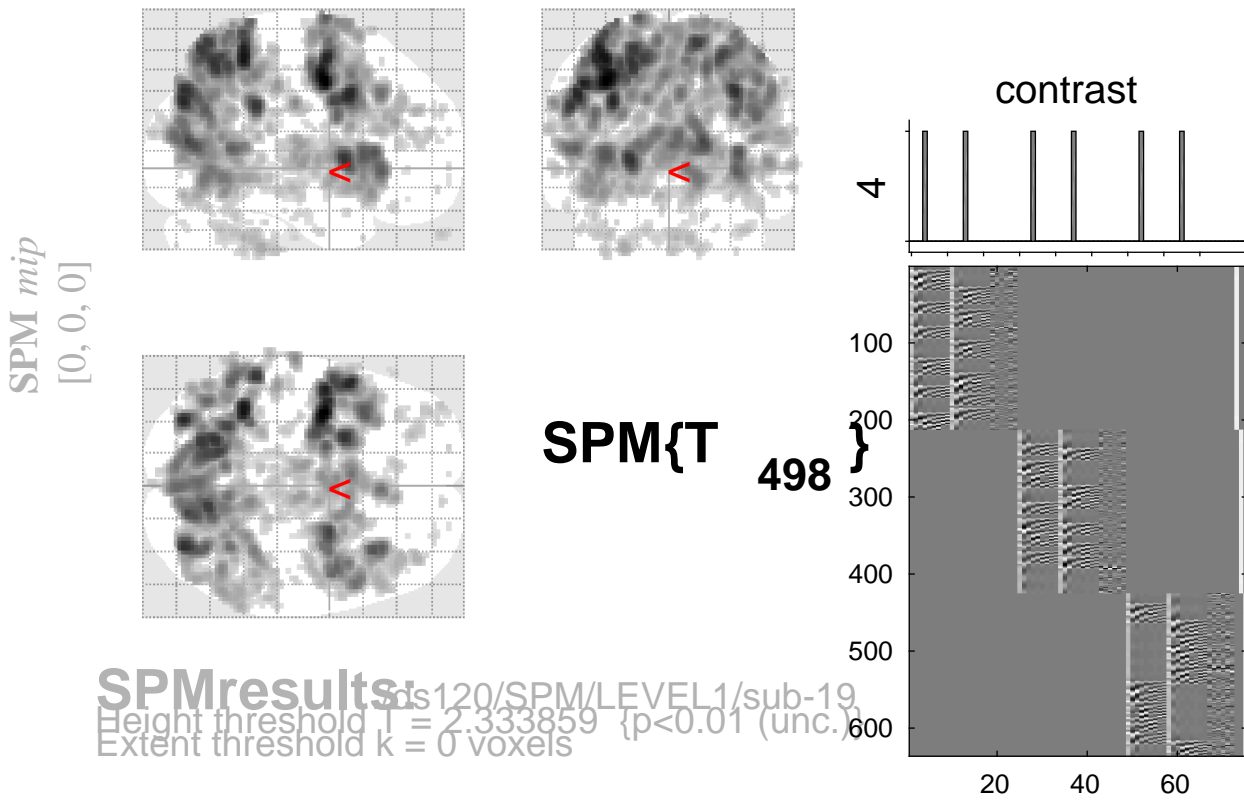 contrast
4
SPM mip
[0, 0, 0]
<
<
<
SPM{T498}
100
200
300
400
500
600
20
40
60
SPMresults: /ds120/SPM/LEVEL1/sub-19
Height threshold T = 2.333859 {p<0.01 (unc.)}
Extent threshold k = 0 voxels